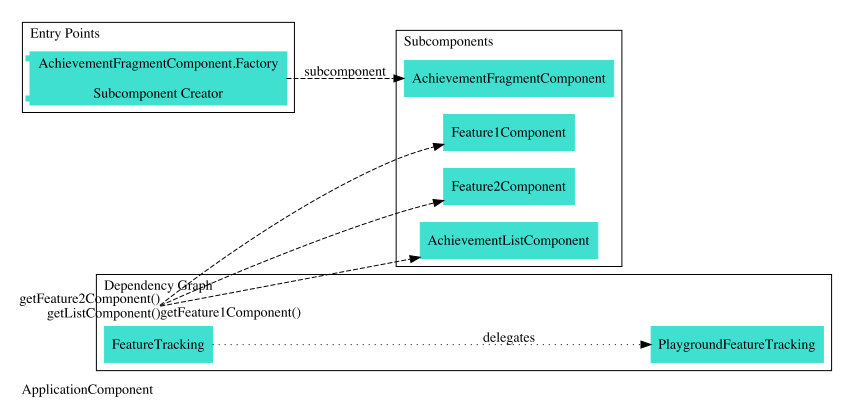 Entry Points
AchievementFragmentComponent.Factory
Subcomponent Creator
subcomponent
Subcomponents
AchievementFragmentComponent
Feature1Component
Feature2Component
AchievementListComponent
Dependency Graph
getFeature2Component()
getListComponent()
getFeature1Component()
FeatureTracking
delegates
PlaygroundFeatureTracking
ApplicationComponent